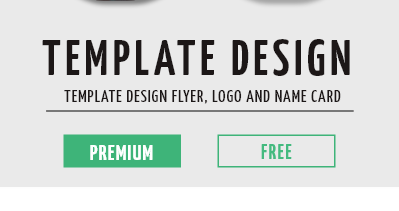 TEMPLATE DESIGN
TEMPLATE DESIGN FLYER, LOGO AND NAME CARD
PREMIUM
FREE